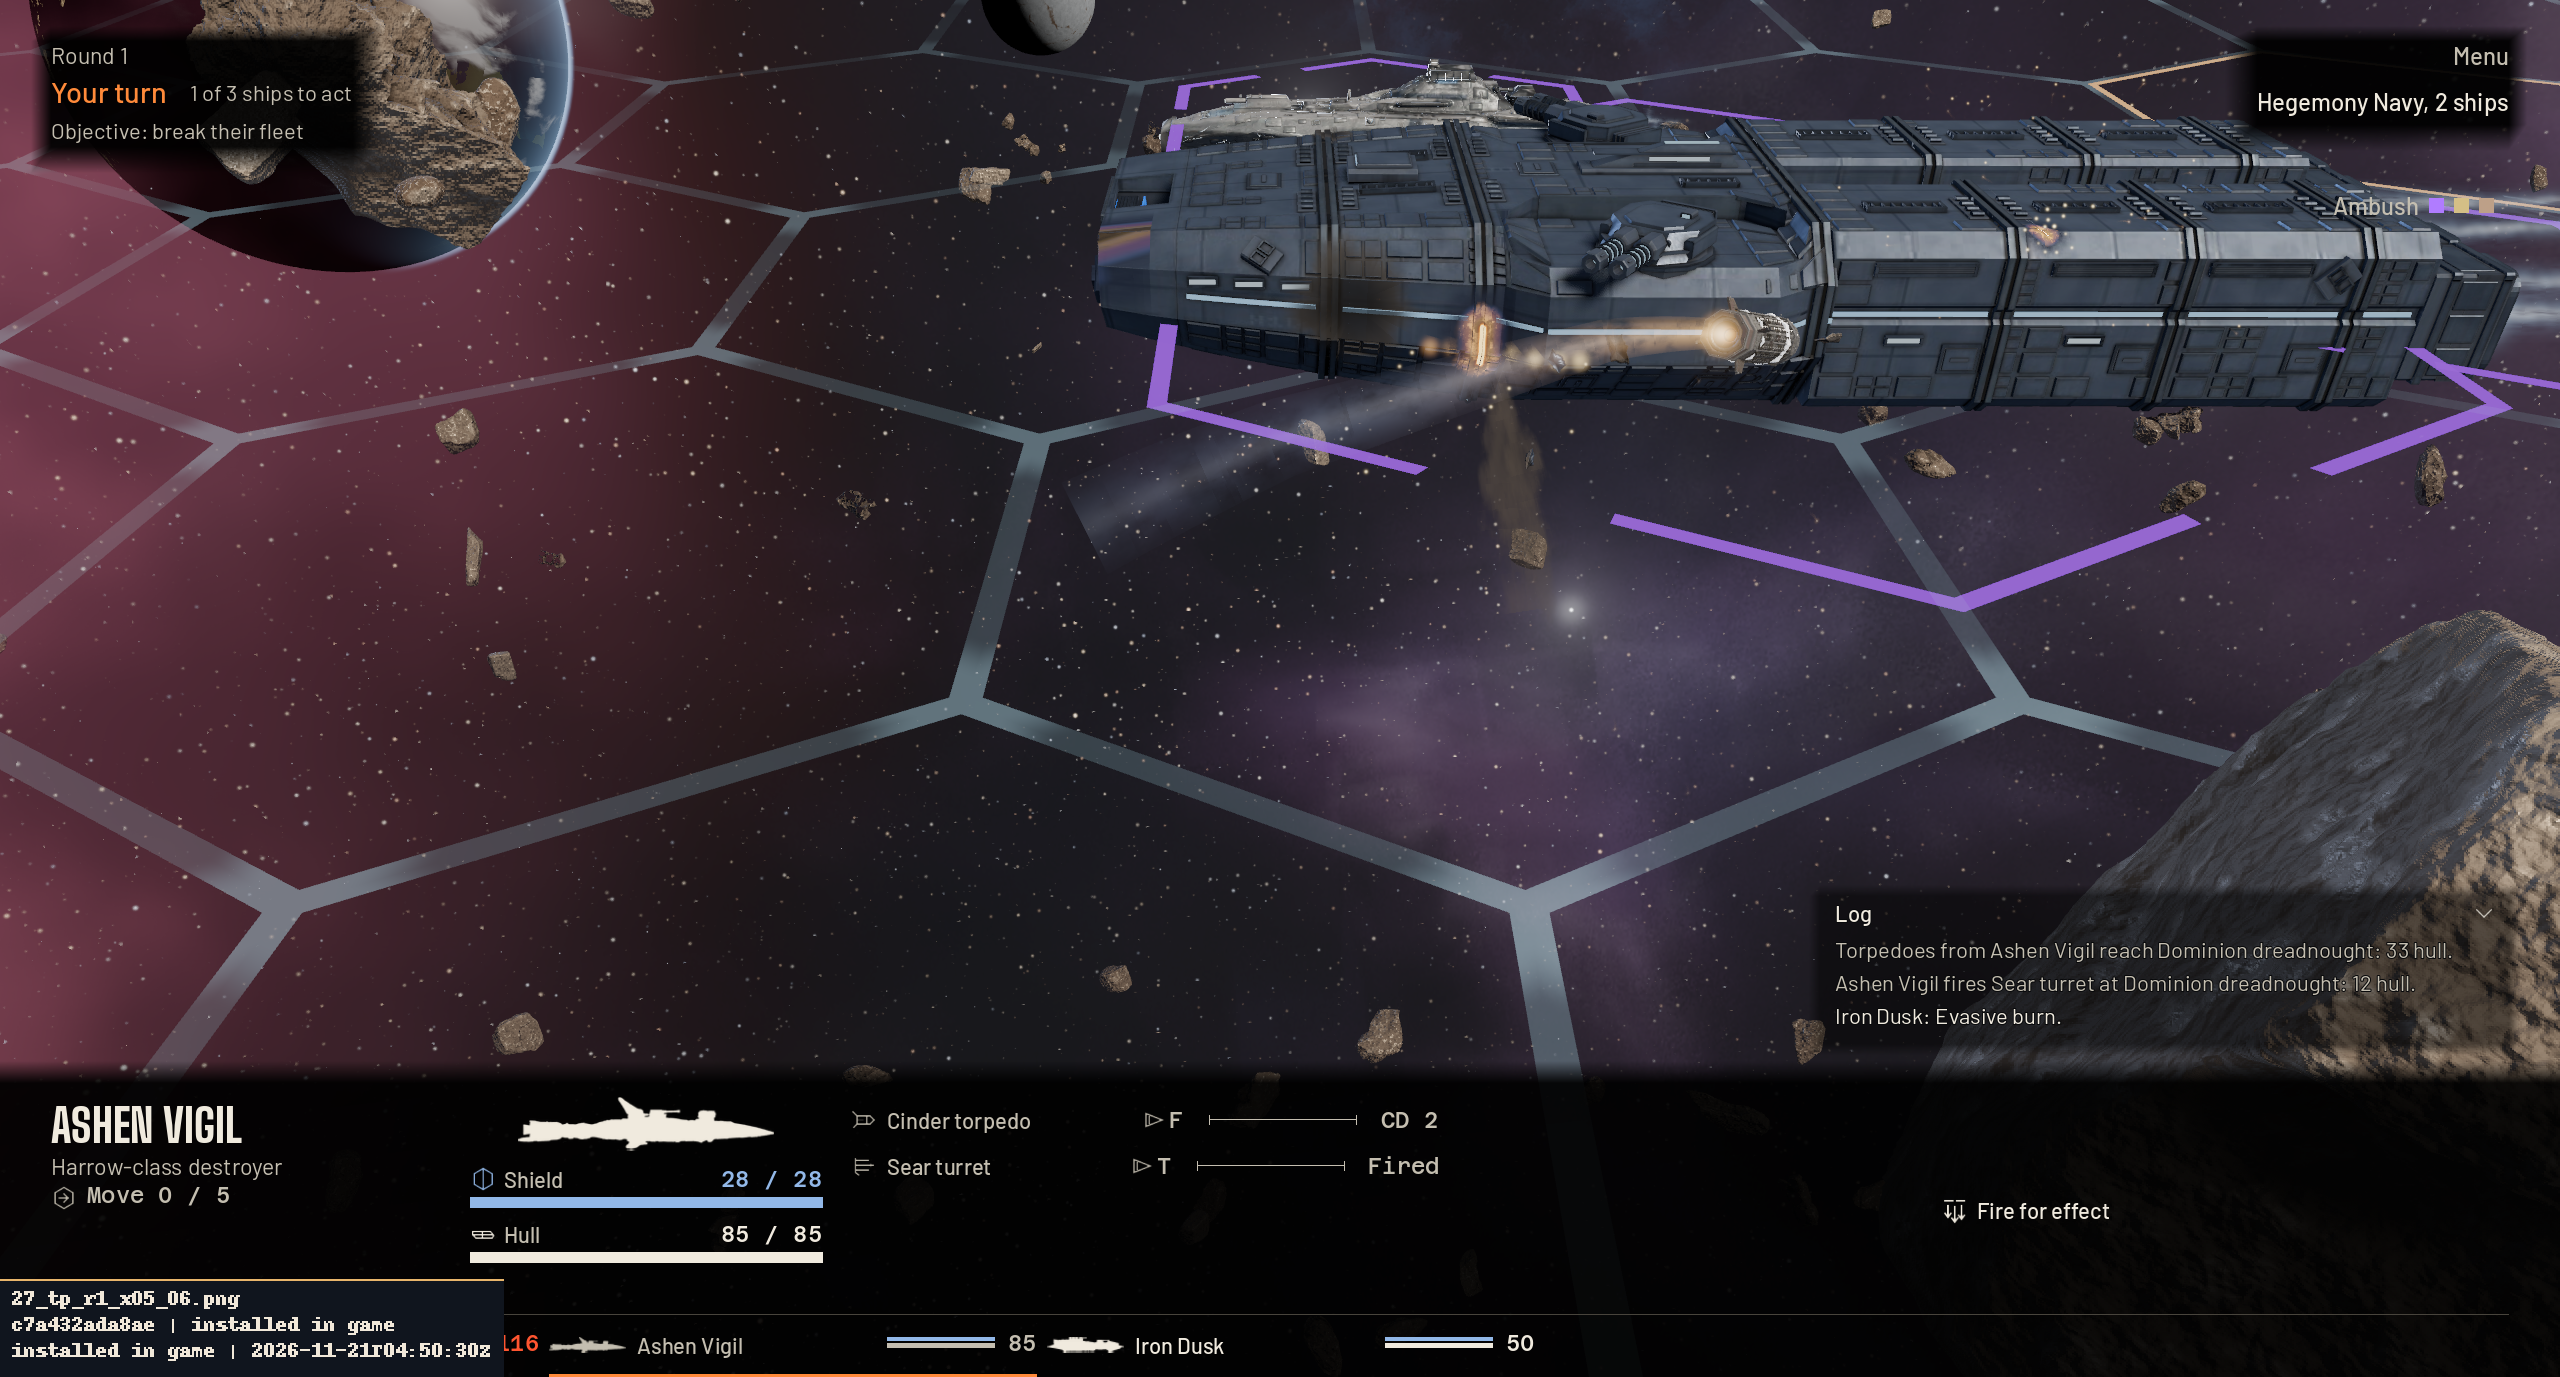 Round 1
Your turn 1 of 3 ships to act
Objective: break their fleet
Menu
Hegemony Navy, 2 ships
Ambush
Log
Torpedoes from Ashen Vigil reach Dominion dreadnought: 33 hull.
Ashen Vigil fires Sear turret at Dominion dreadnought: 12 hull.
Iron Dusk: Evasive burn.
ASHEN VIGIL
Harrow-class destroyer
Move 0 / 5
Shield 28 / 28
Hull 85 / 85
Cinder torpedo F CD 2
Sear turret T Fired
Fire for effect
27_tp_r1_x05_06.png
c7a432ada8ae | installed in game
installed in game | 2026-11-21T04:50:30Z
116 Ashen Vigil 85 Iron Dusk 50